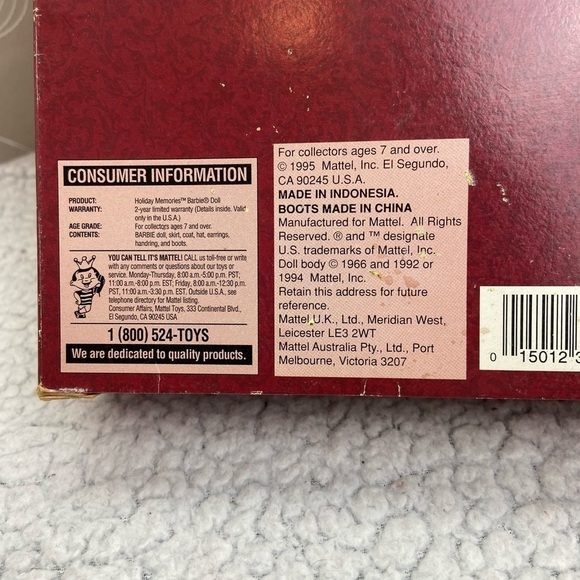 CONSUMER INFORMATION
PRODUCT: Holiday Memories™ Barbie® Doll
WARRANTY: 2-year limited warranty (Details inside. Valid
only in the U.S.A.)
AGE GRADE: For collectors ages 7 and over.
CONTENTS: BARBIE doll, skirt, coat, hat, earrings,
handring, and boots.
YOU CAN TELL IT'S MATTEL! CALL us toll-free or write
with any comments or questions about our toys or
service. Monday-Thursday, 8:00 a.m.-5:00 p.m. PST;
11:00 a.m.-8:00 p.m. EST; Friday, 8:00 a.m.-12:30 p.m.
PST, 11:00 a.m.-3:30 p.m. EST. Outside U.S.A., see
telephone directory for Mattel listing.
Consumer Affairs, Mattel Toys, 333 Continental Blvd.,
El Segundo, CA 90245 USA
1 (800) 524-TOYS
We are dedicated to quality products.
For collectors ages 7 and over.
© 1995 Mattel, Inc. El Segundo,
CA 90245 U.S.A.
MADE IN INDONESIA.
BOOTS MADE IN CHINA
Manufactured for Mattel. All Rights
Reserved. ® and ™ designate
U.S. trademarks of Mattel, Inc.
Doll body © 1966 and 1992 or
1994 Mattel, Inc.
Retain this address for future
reference.
Mattel U.K., Ltd., Meridian West,
Leicester LE3 2WT
Mattel Australia Pty., Ltd., Port
Melbourne, Victoria 3207
0 15012 3